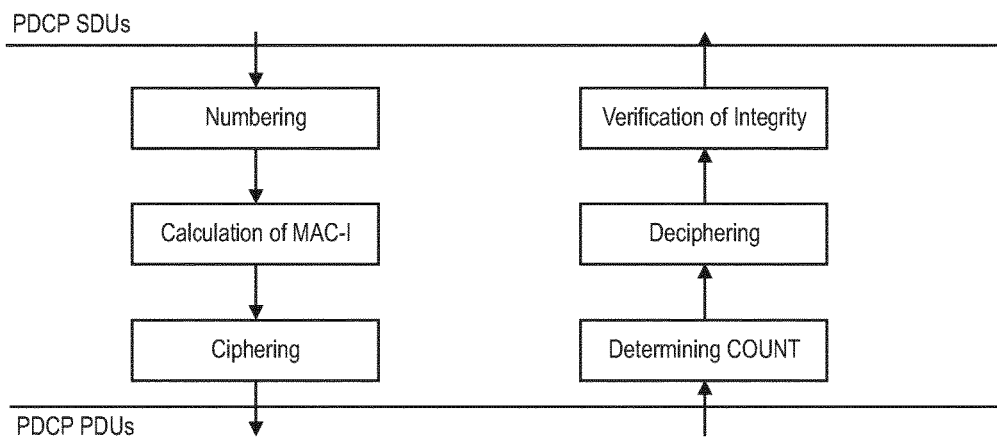 PDCP SDUs
Numbering
Verification of Integrity
Calculation of MAC-I
Deciphering
Ciphering
Determining COUNT
PDCP PDUs